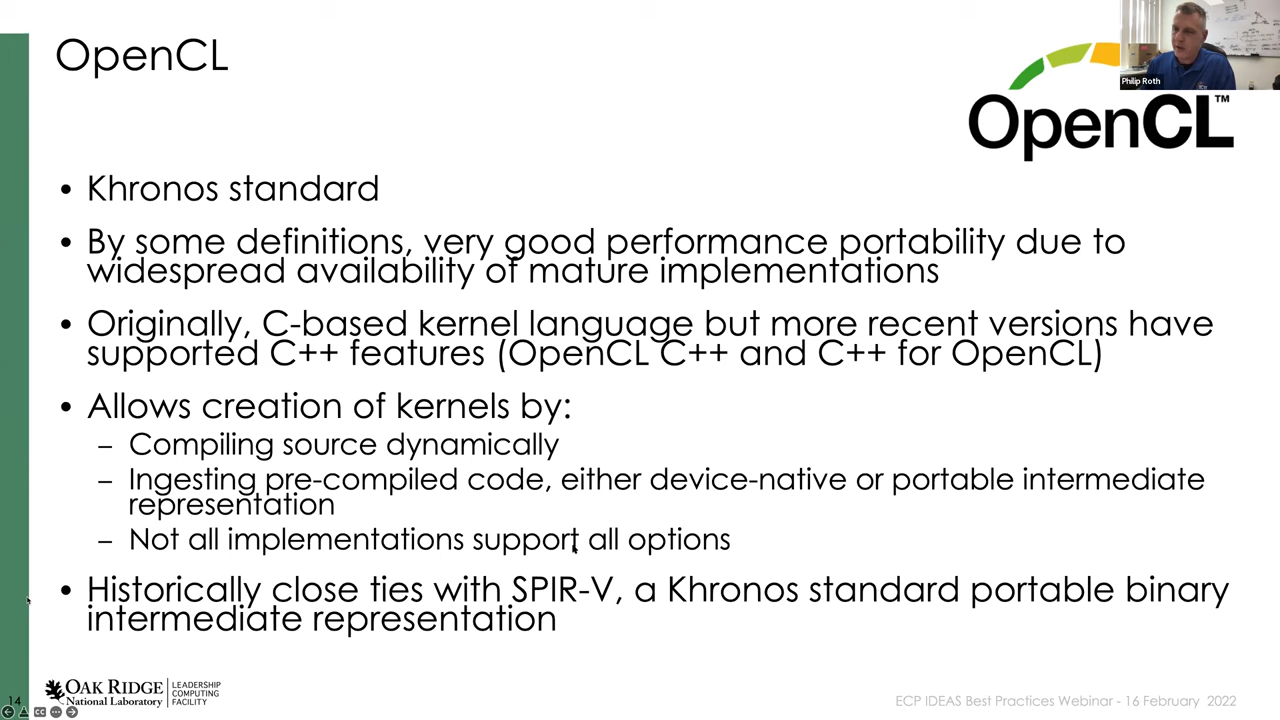 OpenCL
Philip Roth
OpenCL™
• Khronos standard
• By some definitions, very good performance portability due to
widespread availability of mature implementations
• Originally, C-based kernel language but more recent versions have
supported C++ features (OpenCL C++ and C++ for OpenCL)
• Allows creation of kernels by:
– Compiling source dynamically
– Ingesting pre-compiled code, either device-native or portable intermediate
representation
– Not all implementations support all options
• Historically close ties with SPIR-V, a Khronos standard portable binary
intermediate representation
14
OAK RIDGE
National Laboratory
LEADERSHIP
COMPUTING
FACILITY
ECP IDEAS Best Practices Webinar - 16 February 2022